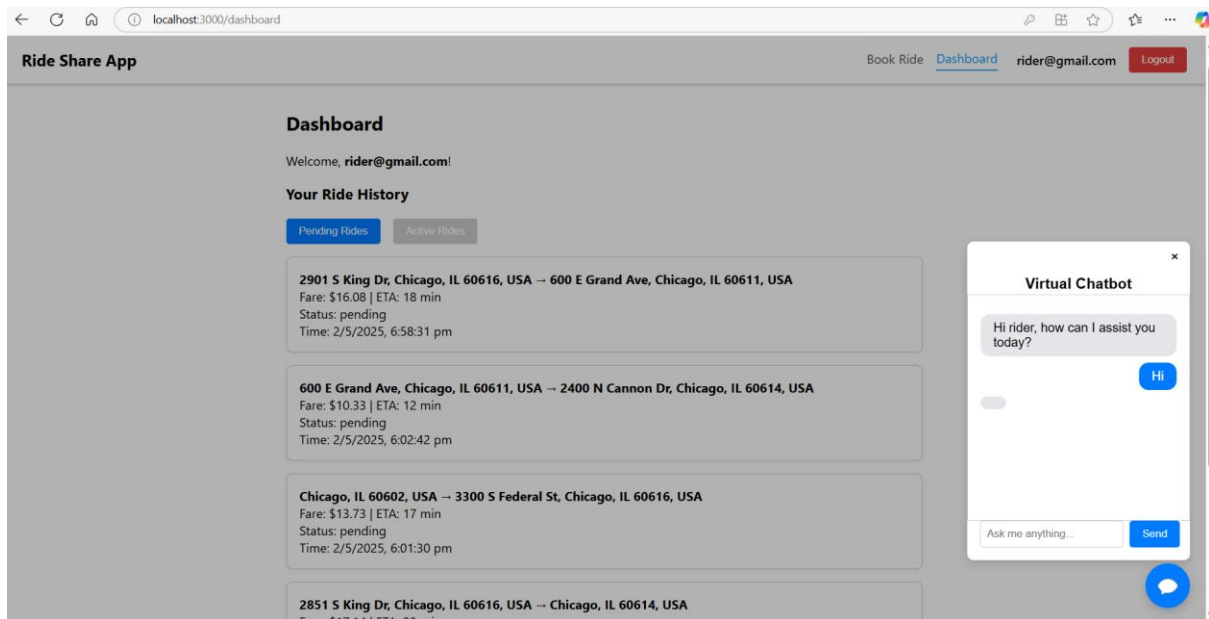 localhost:3000/dashboard
Ride Share App
Book Ride Dashboard rider@gmail.com Logout
Dashboard
Welcome, rider@gmail.com!
Your Ride History
Pending Rides Active Rides
2901 S King Dr, Chicago, IL 60616, USA → 600 E Grand Ave, Chicago, IL 60611, USA
Fare: $16.08 | ETA: 18 min
Status: pending
Time: 2/5/2025, 6:58:31 pm
600 E Grand Ave, Chicago, IL 60611, USA → 2400 N Cannon Dr, Chicago, IL 60614, USA
Fare: $10.33 | ETA: 12 min
Status: pending
Time: 2/5/2025, 6:02:42 pm
Chicago, IL 60602, USA → 3300 S Federal St, Chicago, IL 60616, USA
Fare: $13.73 | ETA: 17 min
Status: pending
Time: 2/5/2025, 6:01:30 pm
2851 S King Dr, Chicago, IL 60616, USA → Chicago, IL 60614, USA
×
Virtual Chatbot
Hi rider, how can I assist you
today?
Hi
Ask me anything...
Send